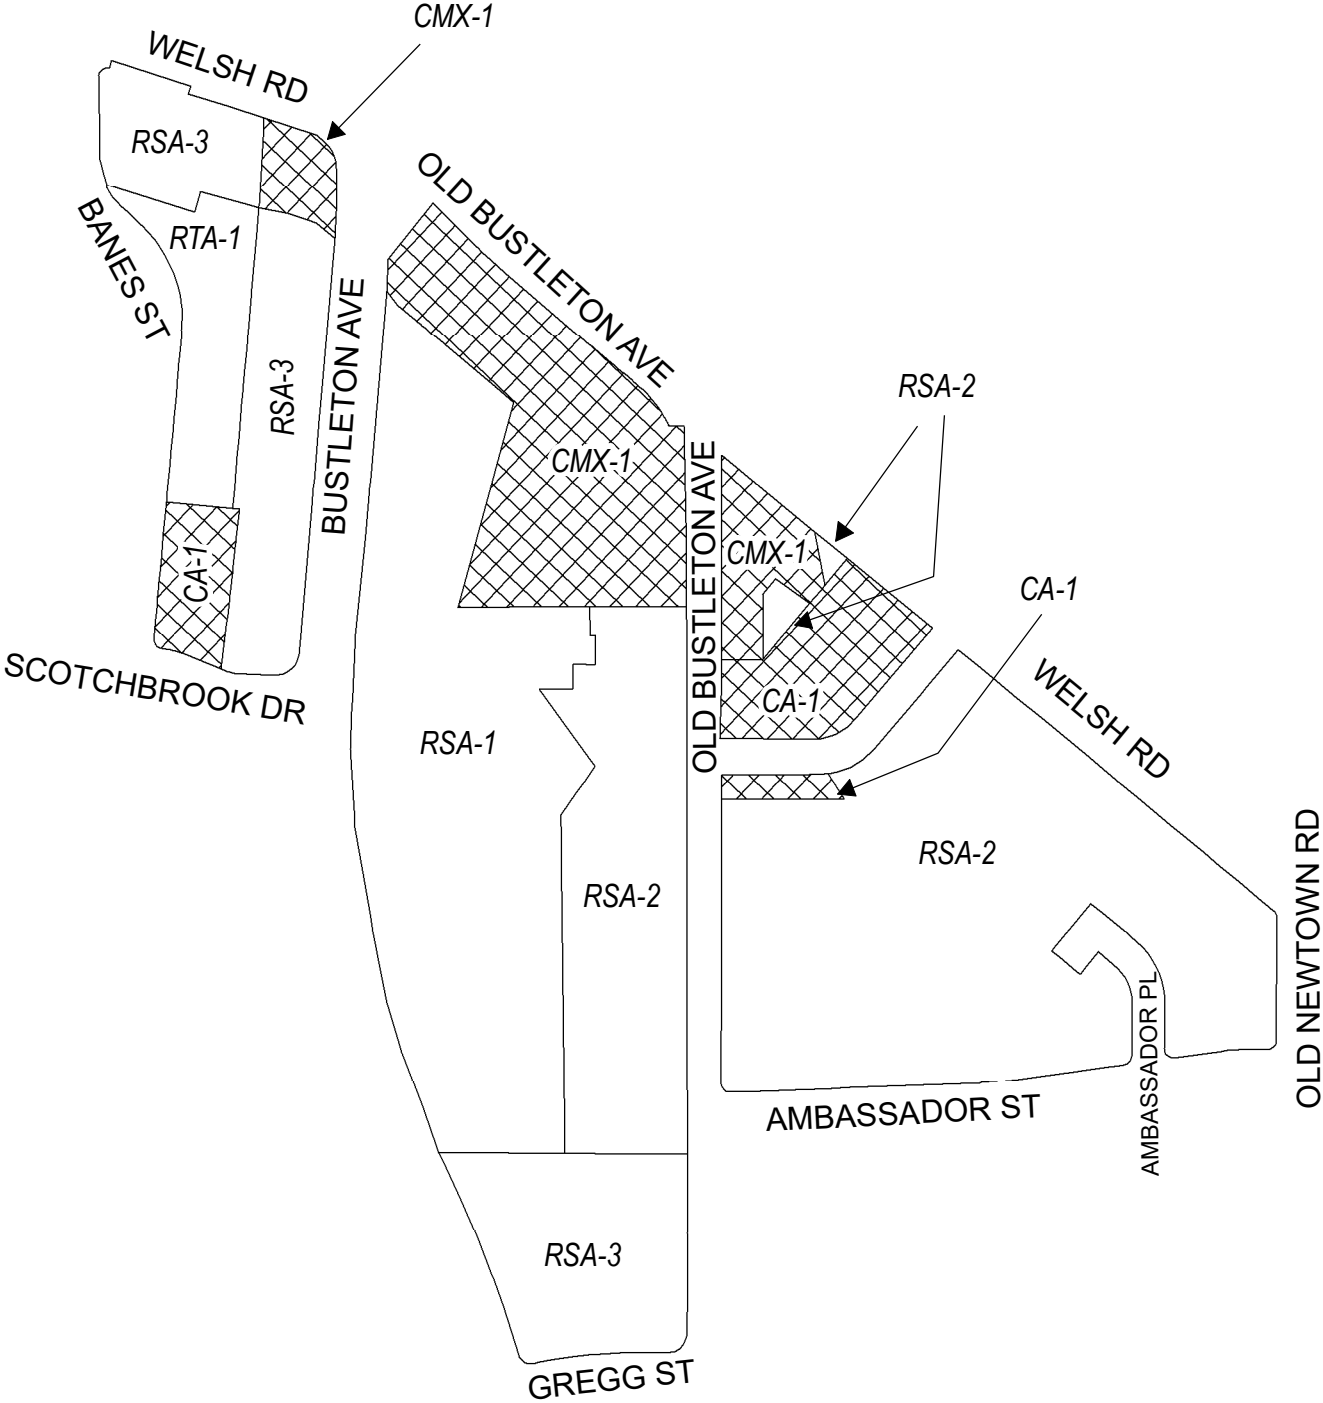 CMX-1
WELSH RD
RSA-3
OLD BUSTLETON AVE
BANES ST
RTA-1
BUSTLETON AVE
RSA-3
RSA-2
CMX-1
OLD BUSTLETON AVE
CMX-1
CA-1
CA-1
SCOTCHBROOK DR
CA-1
WELSH RD
RSA-1
RSA-2
RSA-2
OLD NEWTOWN RD
AMBASSADOR PL
AMBASSADOR ST
RSA-3
GREGG ST